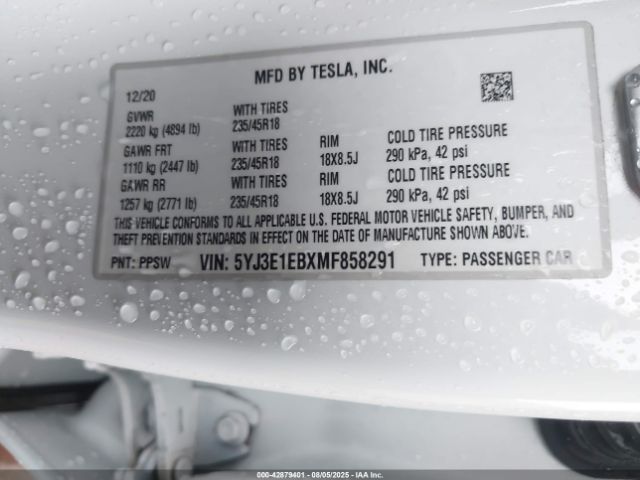 MFD BY TESLA, INC.
12/20
GVWR WITH TIRES
2220 kg (4894 lb) 235/45R18
GAWR FRT WITH TIRES RIM COLD TIRE PRESSURE
1110 kg (2447 lb) 235/45R18 18X8.5J 290 kPa, 42 psi
GAWR RR WITH TIRES RIM COLD TIRE PRESSURE
1257 kg (2771 lb) 235/45R18 18X8.5J 290 kPa, 42 psi
THIS VEHICLE CONFORMS TO ALL APPLICABLE U.S. FEDERAL MOTOR VEHICLE SAFETY, BUMPER, AND
THEFT PREVENTION STANDARDS IN EFFECT ON THE DATE OF MANUFACTURE SHOWN ABOVE.
PNT: PPSW VIN: 5YJ3E1EBXMF858291 TYPE: PASSENGER CAR
000-42879401 - 08/05/2025 - IAA Inc.